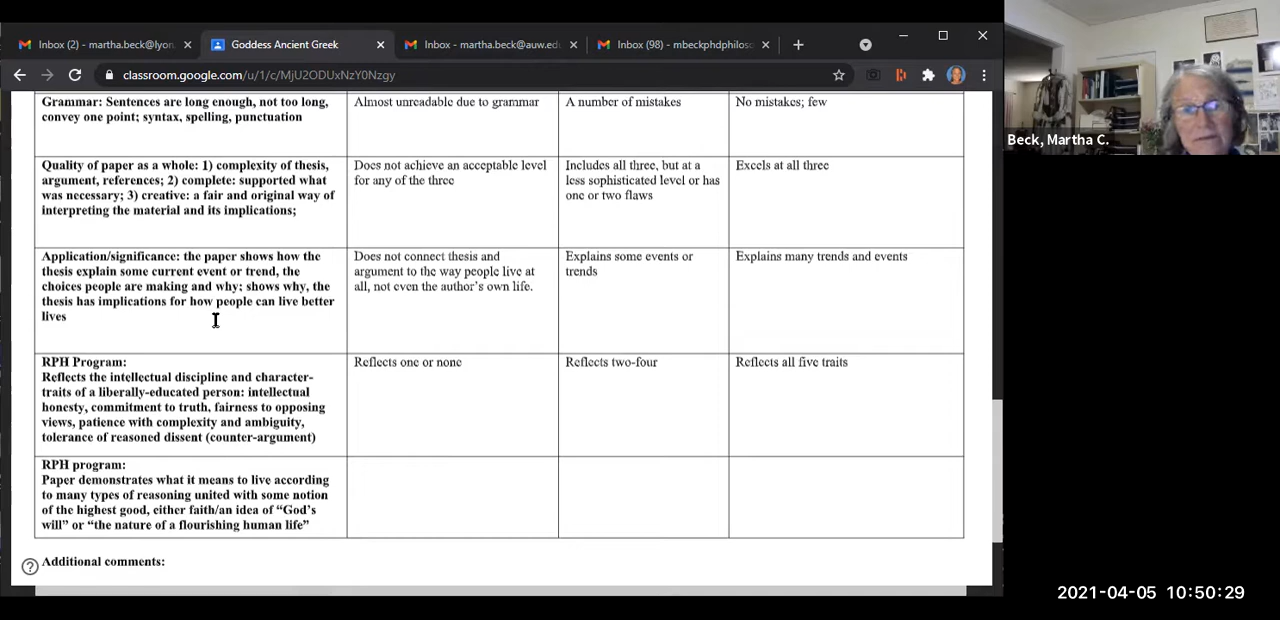 Inbox (2) - martha.beck@lyon
Goddess Ancient Greek
Inbox - martha.beck@auw.ed
Inbox (98) - mbeckphdphiloso
classroom.google.com/u/1/c/MjU2ODUxNzY0Nzgy
Grammar: Sentences are long enough, not too long,
convey one point; syntax, spelling, punctuation
Almost unreadable due to grammar
A number of mistakes
No mistakes; few
Quality of paper as a whole: 1) complexity of thesis,
argument, references; 2) complete: supported what
was necessary; 3) creative: a fair and original way of
interpreting the material and its implications;
Does not achieve an acceptable level
for any of the three
Includes all three, but at a
less sophisticated level or has
one or two flaws
Excels at all three
Application/significance: the paper shows how the
thesis explain some current event or trend, the
choices people are making and why; shows why, the
thesis has implications for how people can live better
lives
Does not connect thesis and
argument to the way people live at
all, not even the author's own life.
Explains some events or
trends
Explains many trends and events
RPH Program:
Reflects the intellectual discipline and character-
traits of a liberally-educated person: intellectual
honesty, commitment to truth, fairness to opposing
views, patience with complexity and ambiguity,
tolerance of reasoned dissent (counter-argument)
Reflects one or none
Reflects two-four
Reflects all five traits
RPH program:
Paper demonstrates what it means to live according
to many types of reasoning united with some notion
of the highest good, either faith/an idea of "God's
will" or "the nature of a flourishing human life"
Additional comments:
Beck, Martha C.
2021-04-05 10:50:29